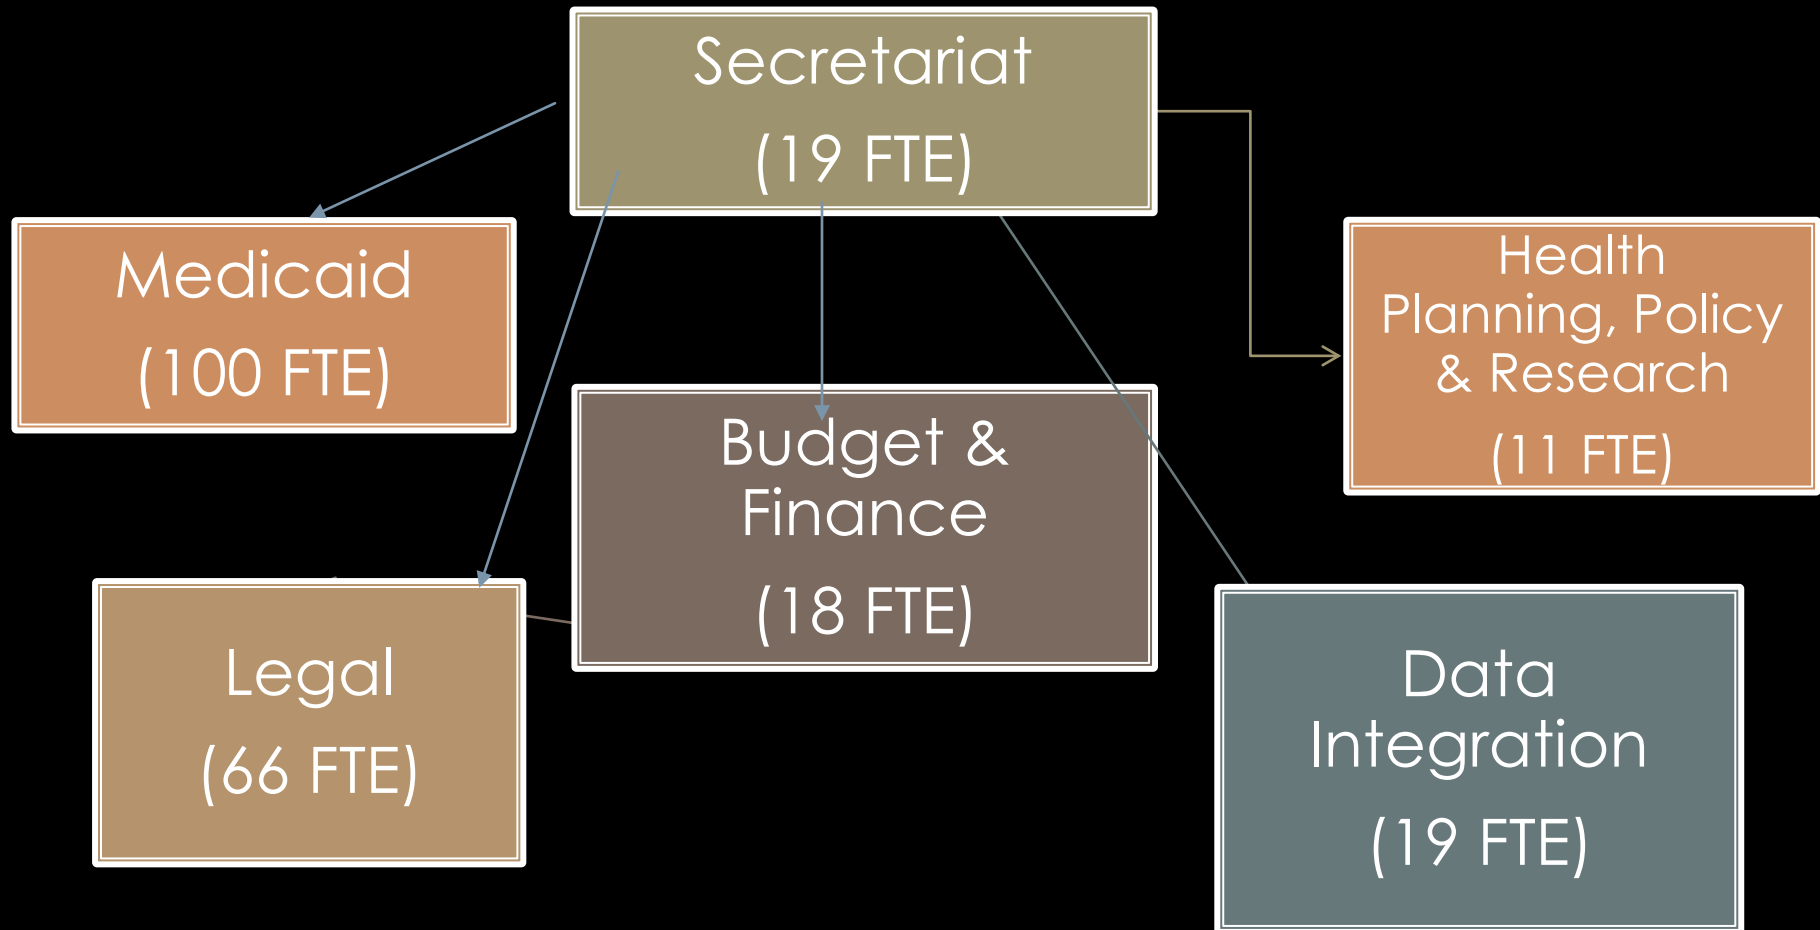 Secretariat
(19 FTE)
Medicaid
(100 FTE)
Health
Planning, Policy
& Research
(11 FTE)
Budget &
Finance
(18 FTE)
Legal
(66 FTE)
Data
Integration
(19 FTE)